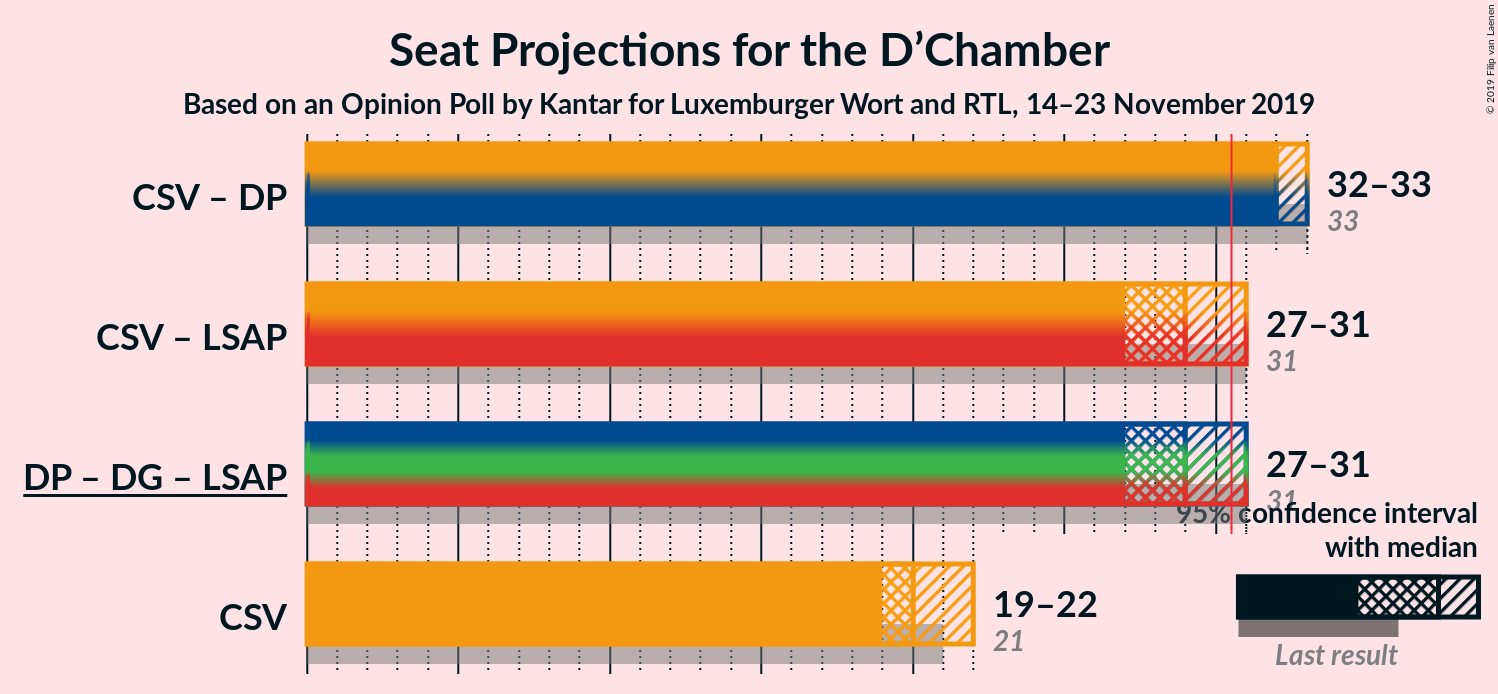 Seat Projections for the D’Chamber
Based on an Opinion Poll by Kantar for Luxemburger Wort and RTL, 14–23 November 2019
© 2019 Filip van Laenen
CSV – DP
32–33
33
CSV – LSAP
27–31
31
DP – DG – LSAP
27–31
31
95% confidence interval
with median
CSV
19–22
21
Last result